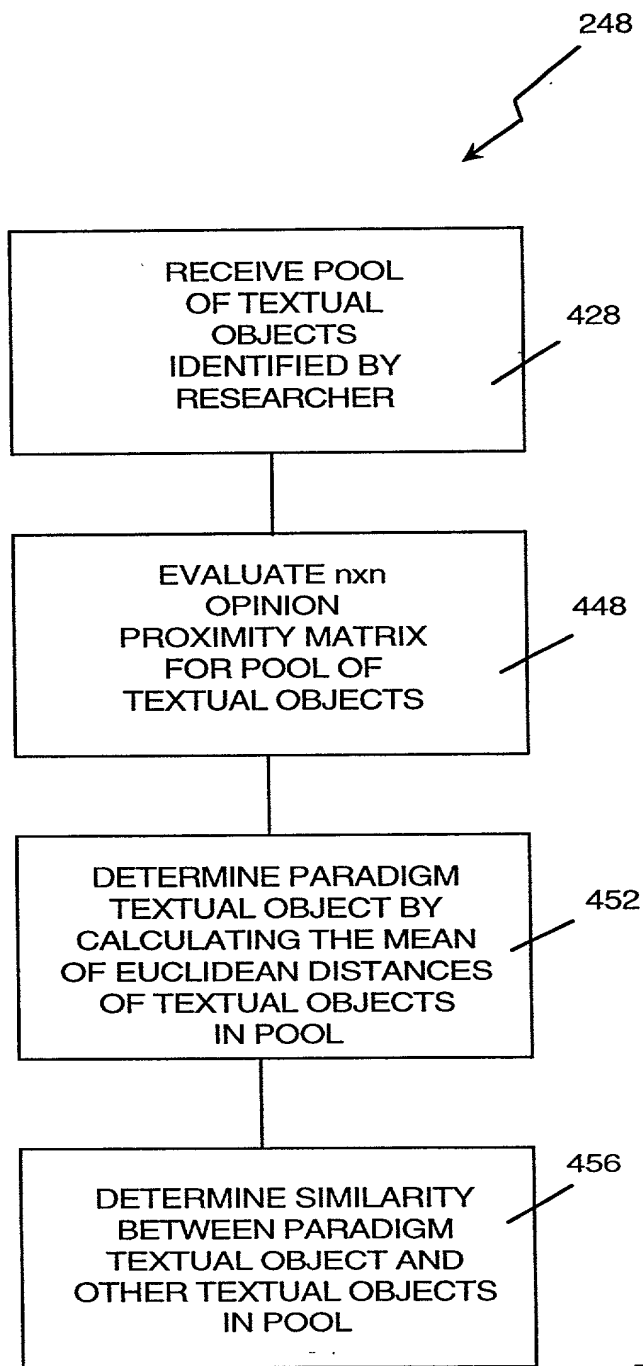 248
RECEIVE POOL
OF TEXTUAL
OBJECTS
IDENTIFIED BY
RESEARCHER
428
EVALUATE nxn
OPINION
PROXIMITY MATRIX
FOR POOL OF
TEXTUAL OBJECTS
448
DETERMINE PARADIGM
TEXTUAL OBJECT BY
CALCULATING THE MEAN
OF EUCLIDEAN DISTANCES
OF TEXTUAL OBJECTS
IN POOL
452
DETERMINE SIMILARITY
BETWEEN PARADIGM
TEXTUAL OBJECT AND
OTHER TEXTUAL OBJECTS
IN POOL
456